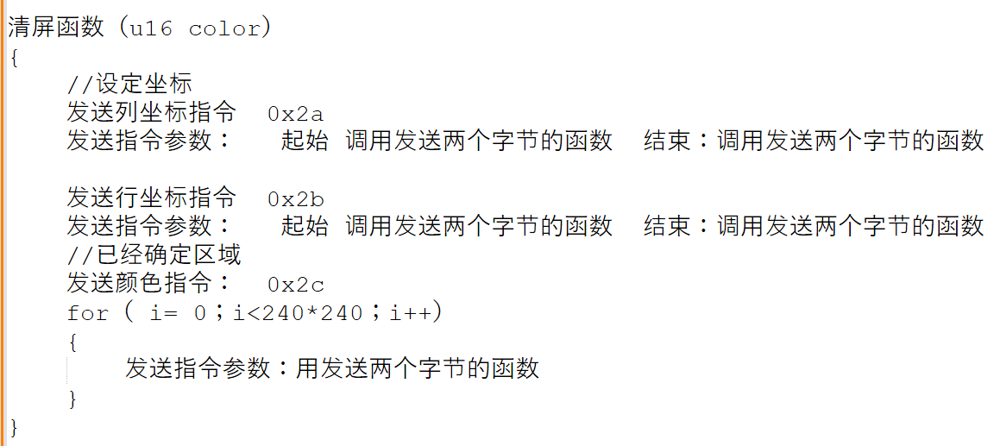 清屏函数（u16 color）
{
//设定坐标
发送列坐标指令 0x2a
发送指令参数： 起始 调用发送两个字节的函数 结束：调用发送两个字节的函数
发送行坐标指令 0x2b
发送指令参数： 起始 调用发送两个字节的函数 结束：调用发送两个字节的函数
//已经确定区域
发送颜色指令： 0x2c
for（ i= 0；i<240*240；i++）
{
发送指令参数：用发送两个字节的函数
}
}